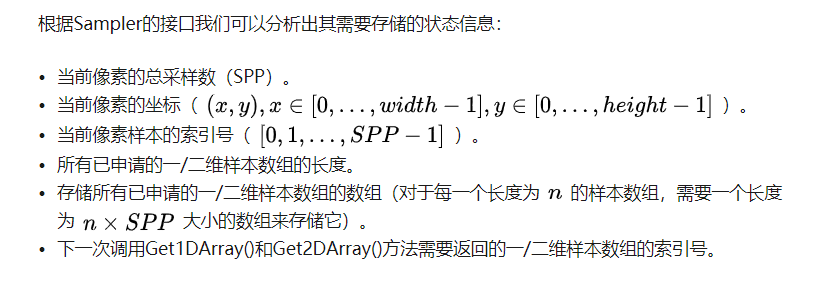 根据Sampler的接口我们可以分析出其需要存储的状态信息：
• 当前像素的总采样数（SPP）。
• 当前像素的坐标（ (x, y), x ∈ [0, . . . , width − 1], y ∈ [0, . . . , height − 1] ）。
• 当前像素样本的索引号（ [0, 1, . . . , SPP − 1] ）。
• 所有已申请的一/二维样本数组的长度。
• 存储所有已申请的一/二维样本数组的数组（对于每一个长度为 n 的样本数组，需要一个长度
为 n × SPP 大小的数组来存储它）。
• 下一次调用Get1DArray()和Get2DArray()方法需要返回的一/二维样本数组的索引号。